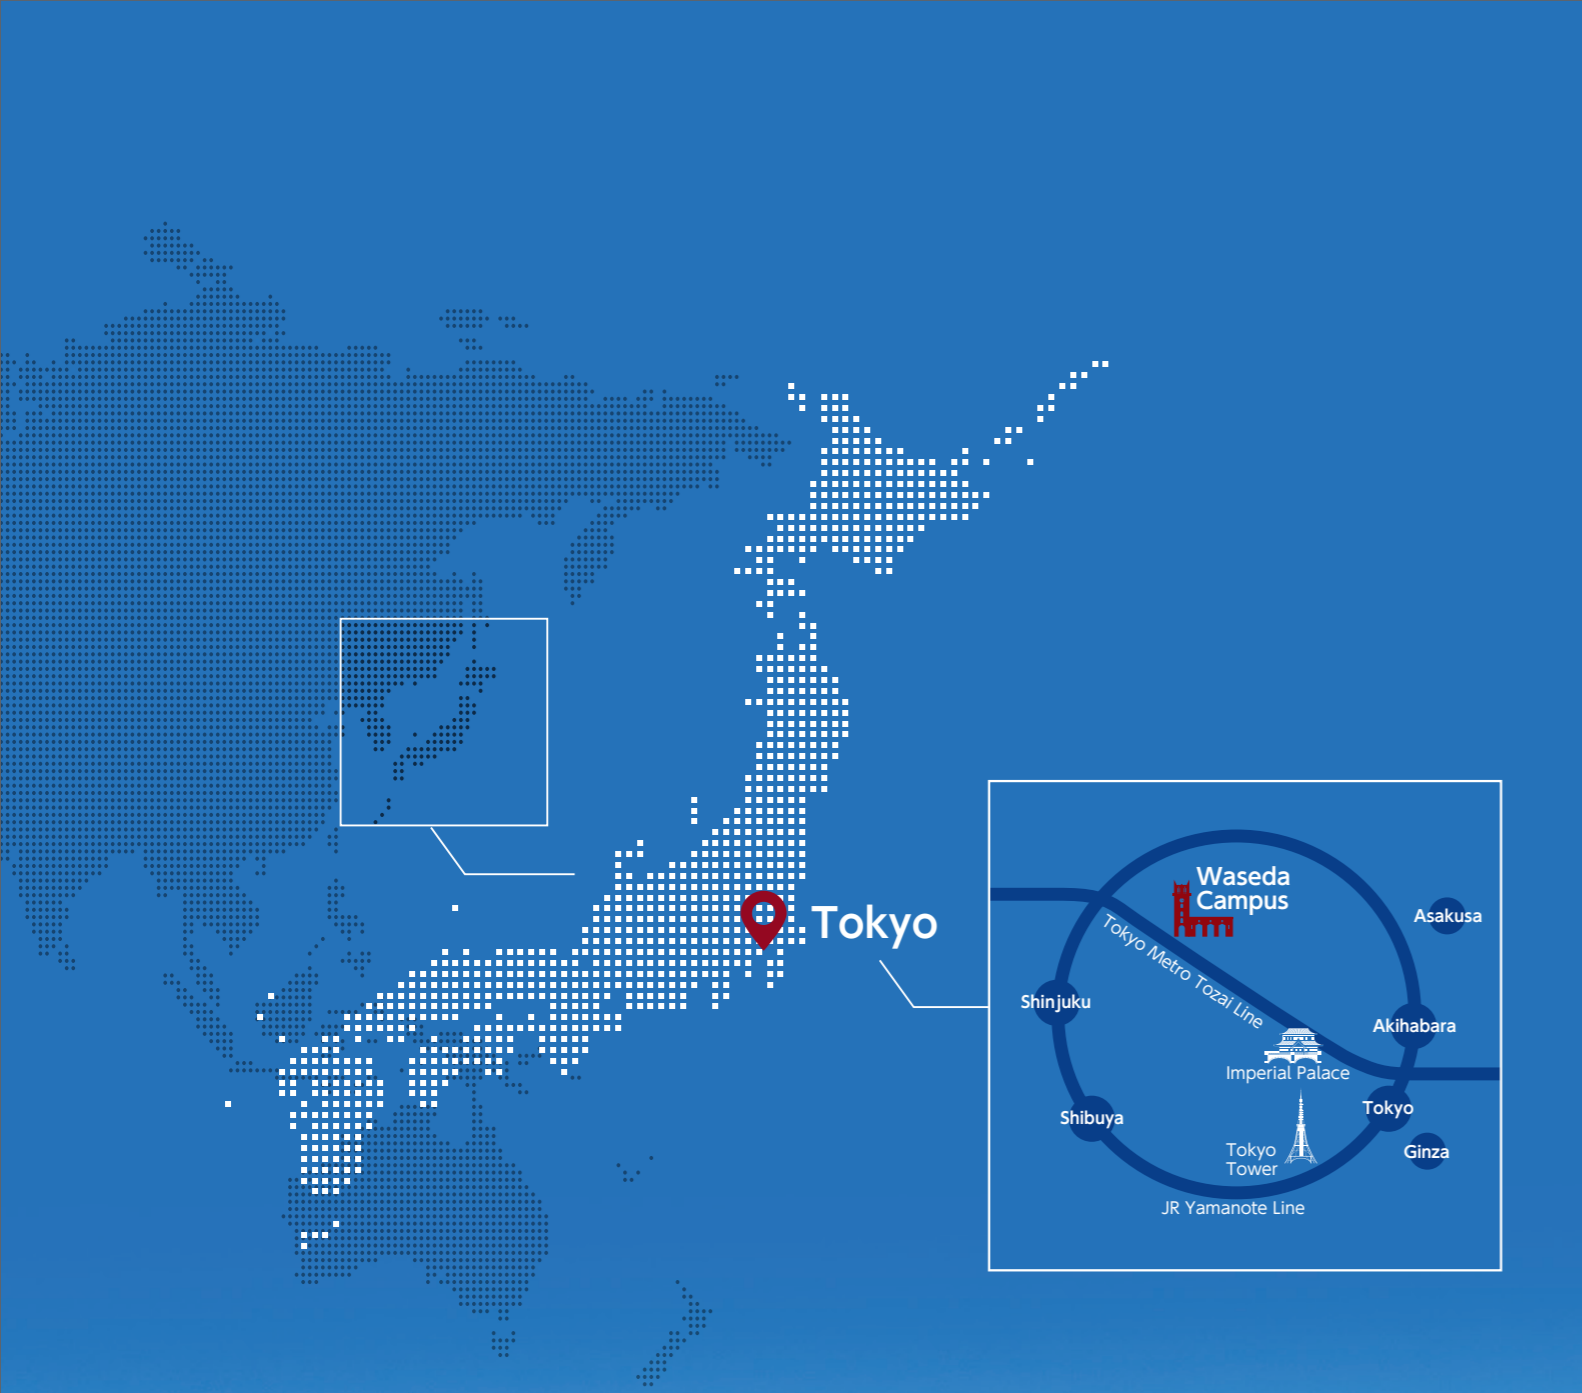 Tokyo
Waseda
Campus
Asakusa
Tokyo Metro Tozai Line
Shinjuku
Akihabara
Imperial Palace
Shibuya
Tokyo
Tokyo
Tower
Ginza
JR Yamanote Line